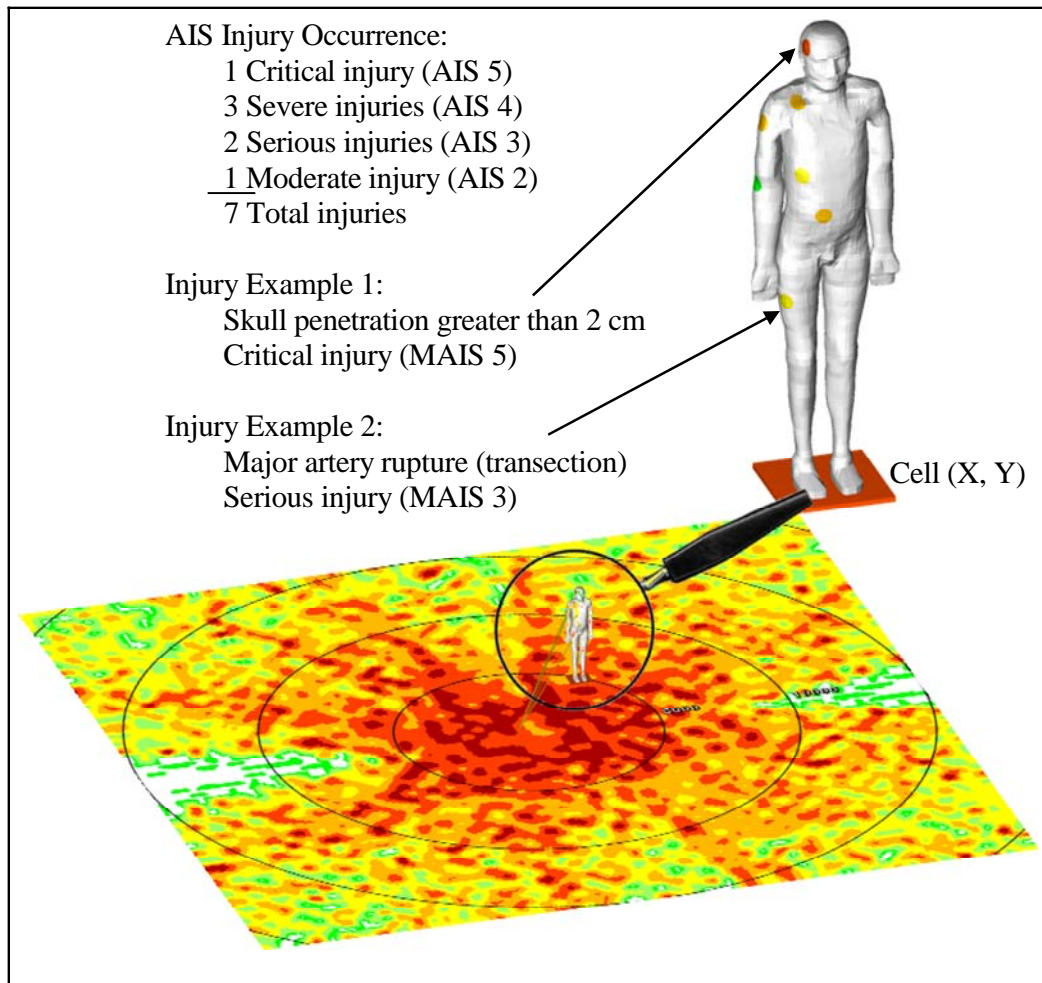 AIS Injury Occurrence:
1 Critical injury (AIS 5)
3 Severe injuries (AIS 4)
2 Serious injuries (AIS 3)
1 Moderate injury (AIS 2)
7 Total injuries
Injury Example 1:
Skull penetration greater than 2 cm
Critical injury (MAIS 5)
Injury Example 2:
Major artery rupture (transection)
Serious injury (MAIS 3)
Cell (X, Y)